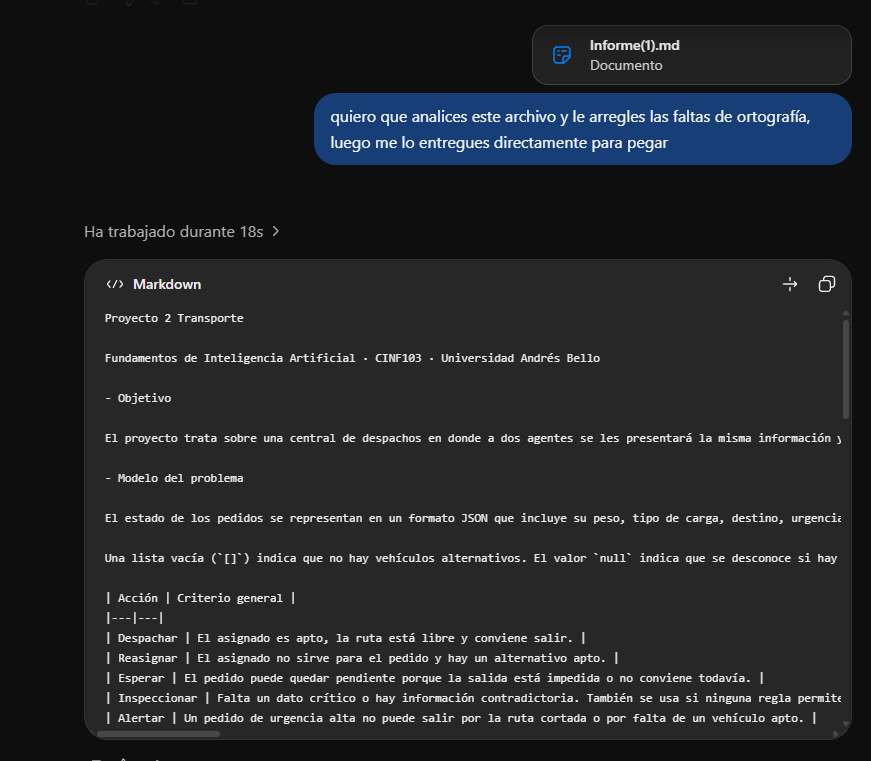 Informe(1).md
Documento
quiero que analices este archivo y le arregles las faltas de ortografía,
luego me lo entregues directamente para pegar
Ha trabajado durante 18s >
</> Markdown
Proyecto 2 Transporte
Fundamentos de Inteligencia Artificial · CINF103 · Universidad Andrés Bello
- Objetivo
El proyecto trata sobre una central de despachos en donde a dos agentes se les presentará la misma información y
- Modelo del problema
El estado de los pedidos se representan en un formato JSON que incluye su peso, tipo de carga, destino, urgencia
Una lista vacía (`[]`) indica que no hay vehículos alternativos. El valor `null` indica que se desconoce si hay
| Acción | Criterio general |
|---|---|
| Despachar | El asignado es apto, la ruta está libre y conviene salir. |
| Reasignar | El asignado no sirve para el pedido y hay un alternativo apto. |
| Esperar | El pedido puede quedar pendiente porque la salida está impedida o no conviene todavía. |
| Inspeccionar | Falta un dato crítico o hay información contradictoria. También se usa si ninguna regla permite
| Alertar | Un pedido de urgencia alta no puede salir por la ruta cortada o por falta de un vehículo apto. |